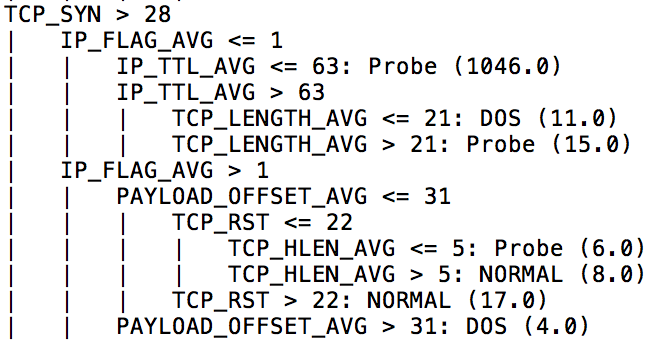 TCP_SYN > 28
|   IP_FLAG_AVG <= 1
|   |   IP_TTL_AVG <= 63: Probe (1046.0)
|   |   IP_TTL_AVG > 63
|   |   |   TCP_LENGTH_AVG <= 21: DOS (11.0)
|   |   |   TCP_LENGTH_AVG > 21: Probe (15.0)
|   IP_FLAG_AVG > 1
|   |   PAYLOAD_OFFSET_AVG <= 31
|   |   |   TCP_RST <= 22
|   |   |   |   TCP_HLEN_AVG <= 5: Probe (6.0)
|   |   |   |   TCP_HLEN_AVG > 5: NORMAL (8.0)
|   |   |   TCP_RST > 22: NORMAL (17.0)
|   |   PAYLOAD_OFFSET_AVG > 31: DOS (4.0)